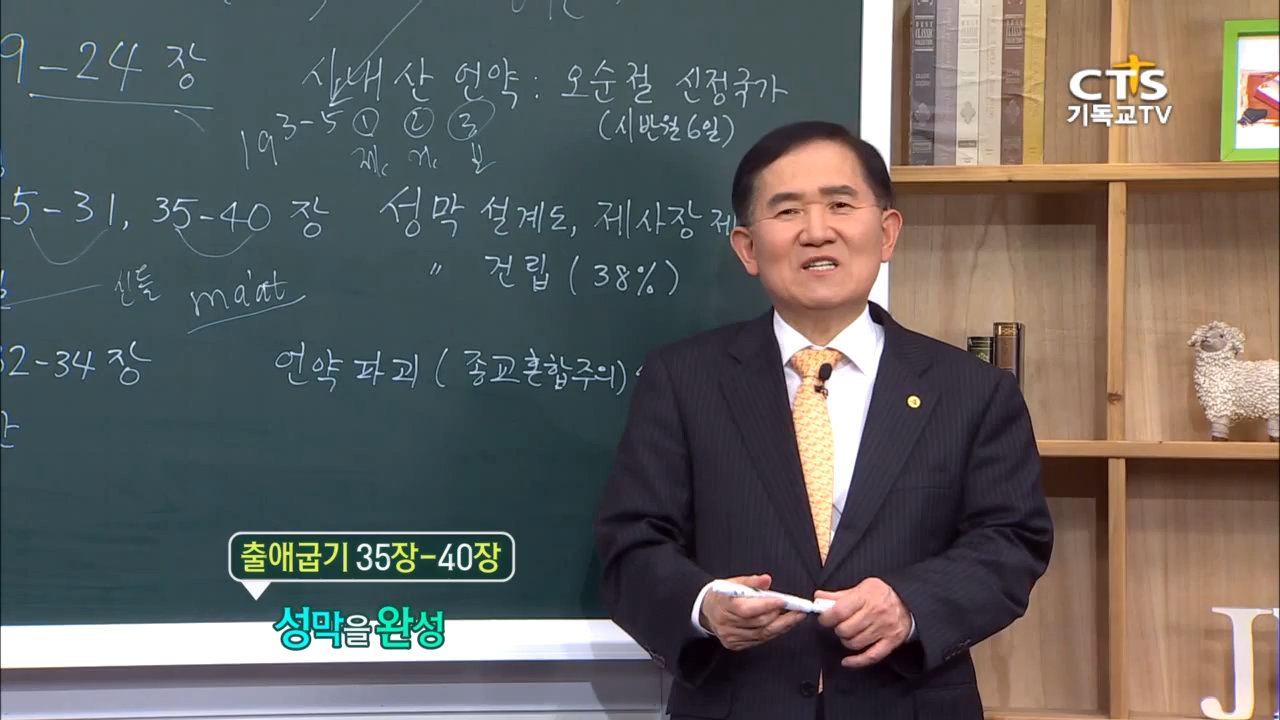 9-24 장
시내산 언약 : 오순절 신정국가
(시반월6일)
19 3-5 ① ② ③
5-31, 35-40 장 성막 설계도, 제사장 제
〃 건립 (38%)
신들 ma'at
32-34 장 언약파괴 (종교혼합주의)
출애굽기 35장-40장
성막을 완성
CTS
기독교TV
J